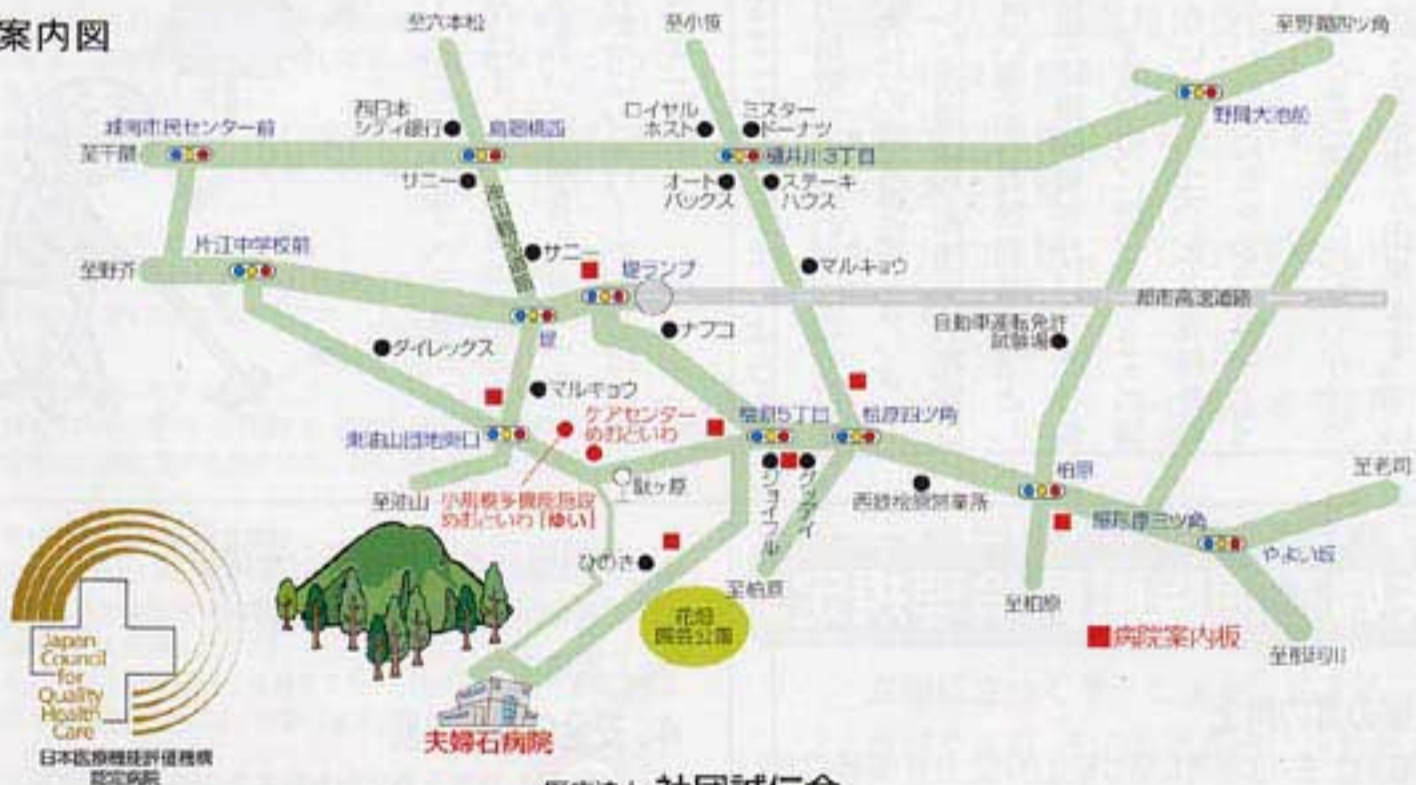 案内図
至六本松
至小笹
至野間四ツ角
西日本
シティ銀行
ロイヤル
ホスト
ミスター
ドーナツ
城南市民センター前
鳥廻橋西
樋井川3丁目
野間大池
至干隈
サニー
オート
バックス
ステーキ
ハウス
片江中学校前
サニー
堤ランプ
マルキョウ
至野芥
都市高速道路
自動車運転免許
試験場
堤
ナフコ
ダイレックス
マルキョウ
ケアセンター
めおといわ
桧原5丁目
桧原四ツ角
東油山団地東口
柏原
至老司
至油山
小規模多機能施設
めおといわ「ゆい」
駄ヶ原
ジョイフル
グッデイ
西鉄桧原営業所
屋形原三ツ角
やよい坂
ひのき
至柏原
至柏原
花畑
園芸公園
病院案内板
至那珂川
Japan
Council
for
Quality
Health
Care
夫婦石病院
日本医療機能評価機構
認定病院
社団誠仁会